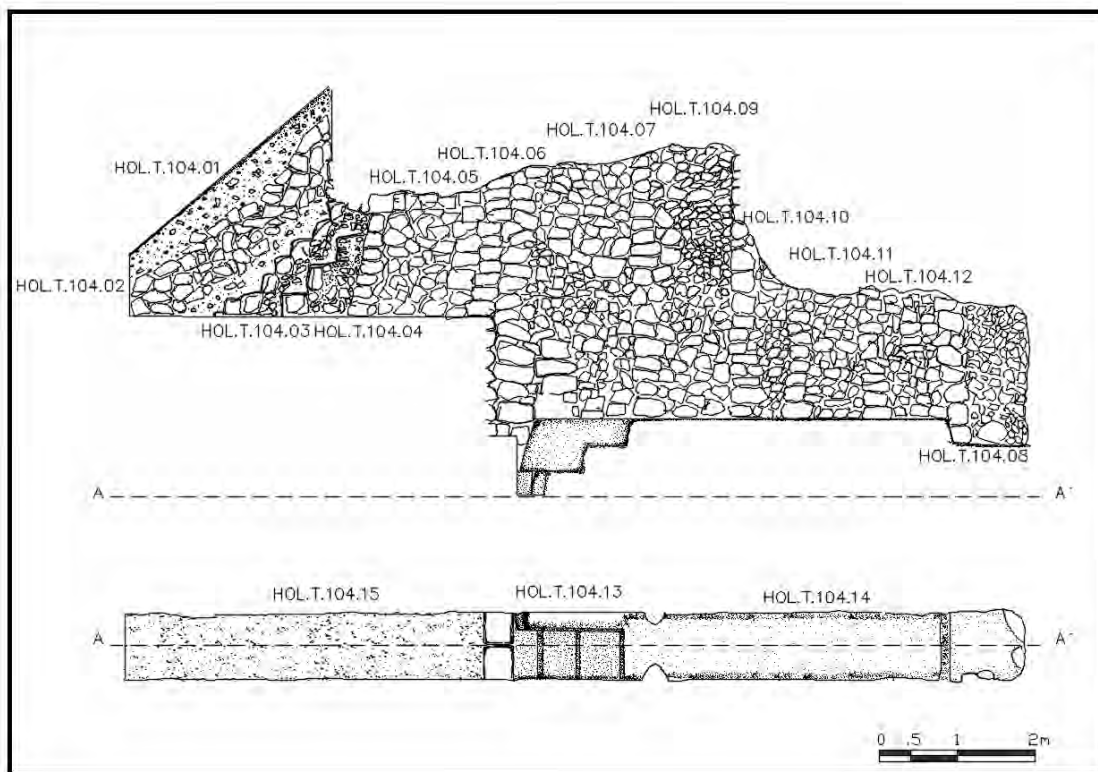 HOL.T.104.09
HOL.T.104.07
HOL.T.104.06
HOL.T.104.01
HOL.T.104.05
HOL.T.104.10
HOL.T.104.11
HOL.T.104.12
HOL.T.104.02
HOL.T.104.03 HOL.T.104.04
HOL.T.104.08
A A'
HOL.T.104.15 HOL.T.104.13 HOL.T.104.14
A A'
0 .5 1 2m